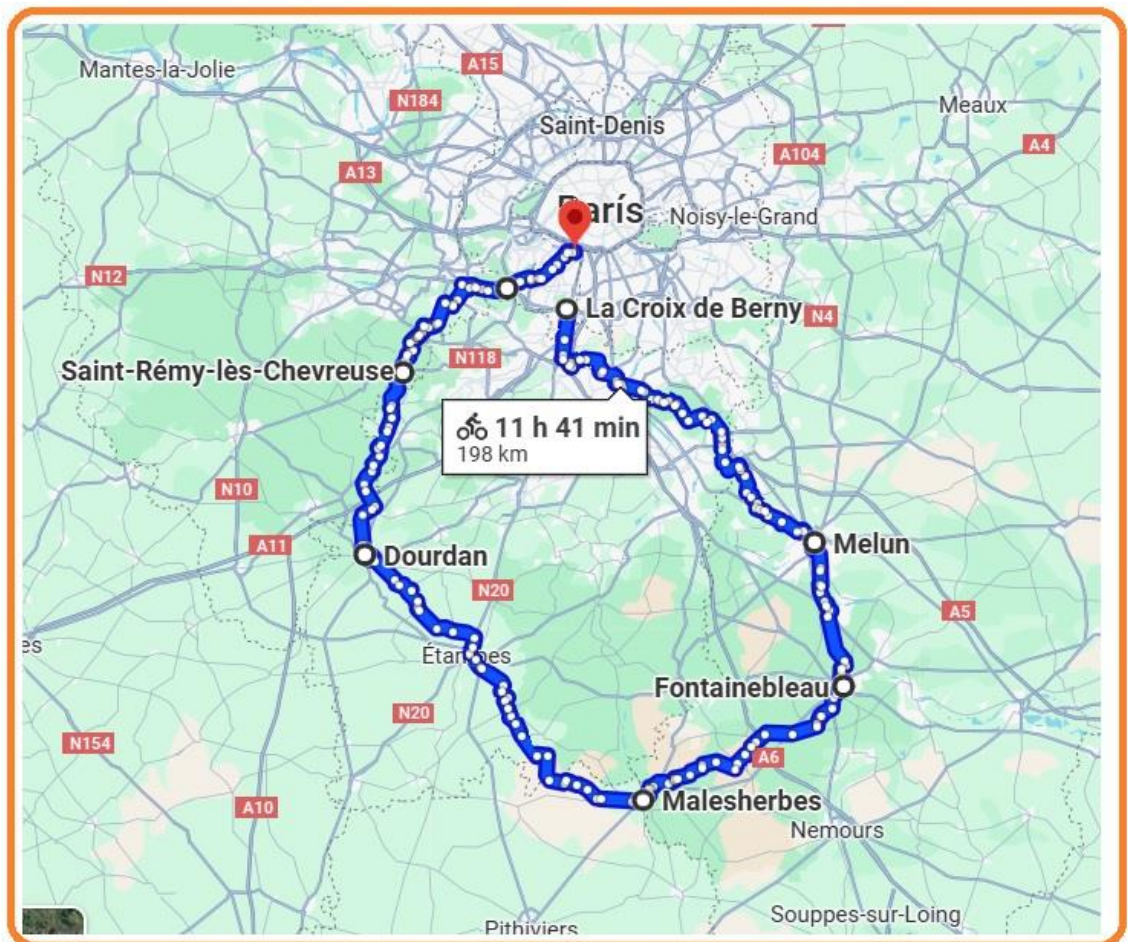 A15
Mantes-la-Jolie
N184
Meaux
Saint-Denis
A104
A4
A13
París
Noisy-le-Grand
N12
La Croix de Berny
N4
N118
Saint-Rémy-lès-Chevreuse
11 h 41 min
198 km
N10
A11
Melun
Dourdan
N20
A5
es
Étampes
Fontainebleau
N20
N154
A6
A10
Malesherbes
Nemours
Souppes-sur-Loing
Pithiviers